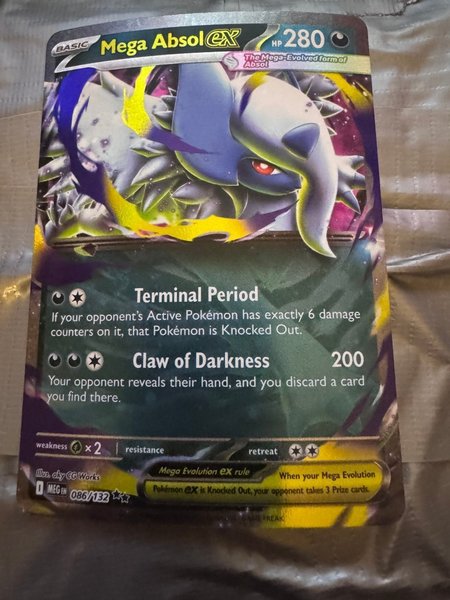 BASIC Mega Absol ex HP 280
The Mega-Evolved form of
Absol
Terminal Period
If your opponent's Active Pokémon has exactly 6 damage
counters on it, that Pokémon is Knocked Out.
Claw of Darkness 200
Your opponent reveals their hand, and you discard a card
you find there.
weakness ×2 resistance retreat
Illus. aky CG Works
Mega Evolution ex rule
When your Mega Evolution
Pokémon ex is Knocked Out, your opponent takes 3 Prize cards.
I MEG EN 086/132
GAME FREAK